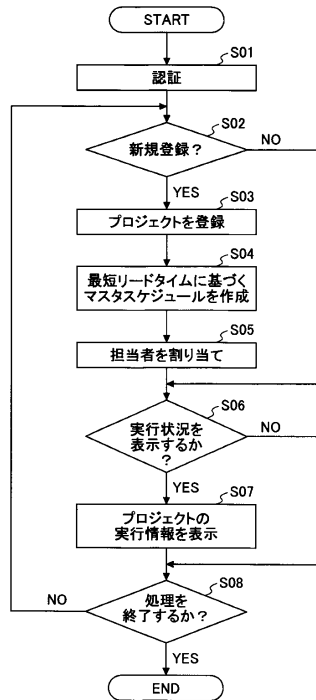 START
S01
認証
S02
新規登録？
NO
YES
S03
プロジェクトを登録
S04
最短リードタイムに基づく
マスタスケジュールを作成
S05
担当者を割り当て
S06
実行状況を
表示するか
？
NO
YES
S07
プロジェクトの
実行情報を表示
S08
処理を
終了するか？
NO
YES
END